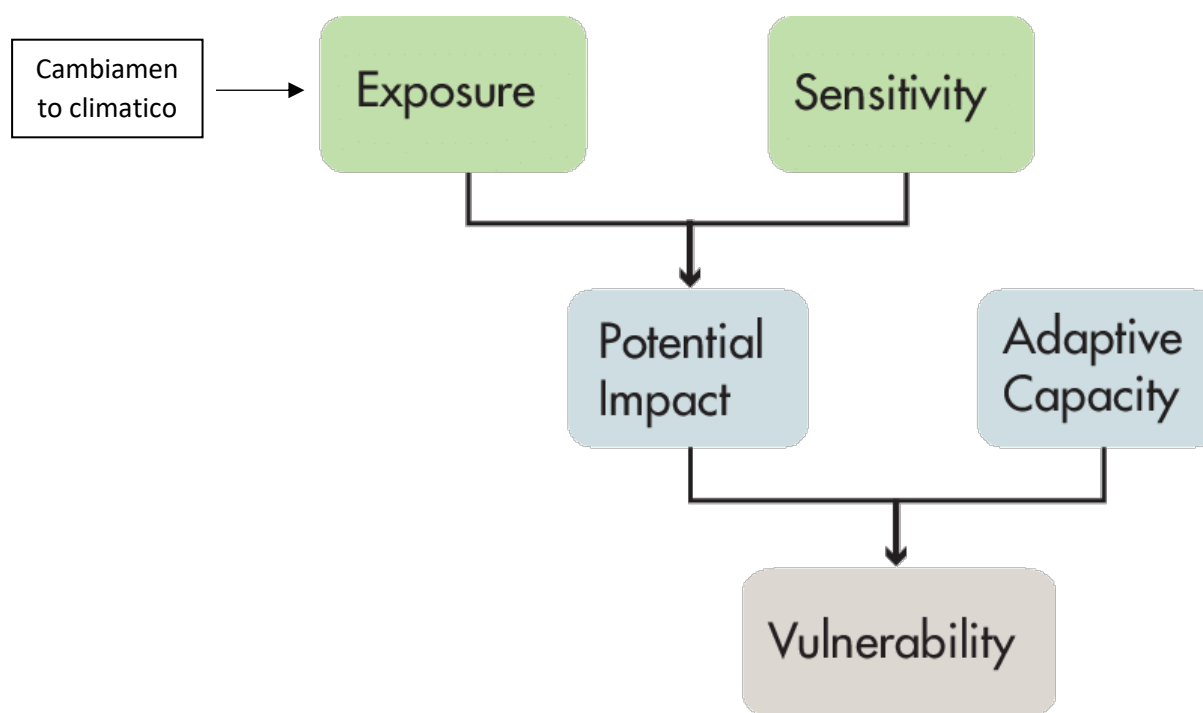 Cambiamen
to climatico
Exposure
Sensitivity
Potential
Impact
Adaptive
Capacity
Vulnerability